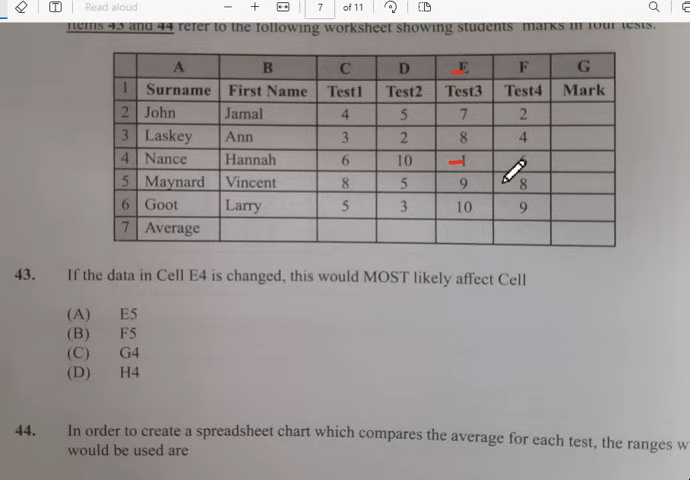 Read aloud 7 of 11
Items 43 and 44 refer to the following worksheet showing students' marks in four tests.
A B C D E F G
1 Surname First Name Test1 Test2 Test3 Test4 Mark
2 John Jamal 4 5 7 2
3 Laskey Ann 3 2 8 4
4 Nance Hannah 6 10 1
5 Maynard Vincent 8 5 9 8
6 Goot Larry 5 3 10 9
7 Average
43. If the data in Cell E4 is changed, this would MOST likely affect Cell
(A) E5
(B) F5
(C) G4
(D) H4
44. In order to create a spreadsheet chart which compares the average for each test, the ranges w
would be used are